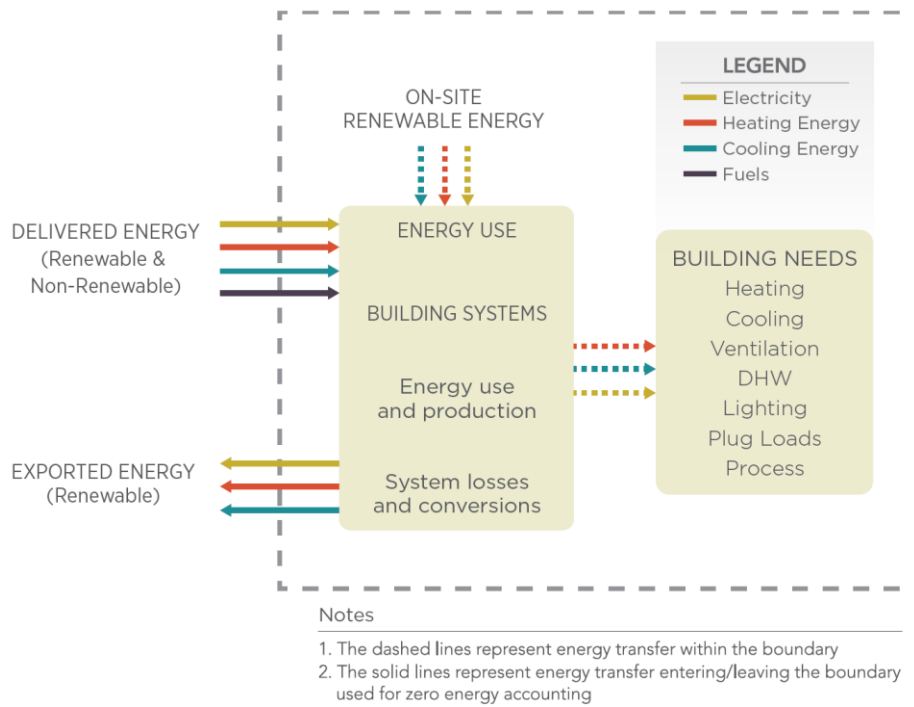 LEGEND
Electricity
Heating Energy
Cooling Energy
Fuels
ON-SITE
RENEWABLE ENERGY
DELIVERED ENERGY
(Renewable &
Non-Renewable)
ENERGY USE
BUILDING SYSTEMS
Energy use
and production
System losses
and conversions
BUILDING NEEDS
Heating
Cooling
Ventilation
DHW
Lighting
Plug Loads
Process
EXPORTED ENERGY
(Renewable)
Notes
1. The dashed lines represent energy transfer within the boundary
2. The solid lines represent energy transfer entering/leaving the boundary
used for zero energy accounting